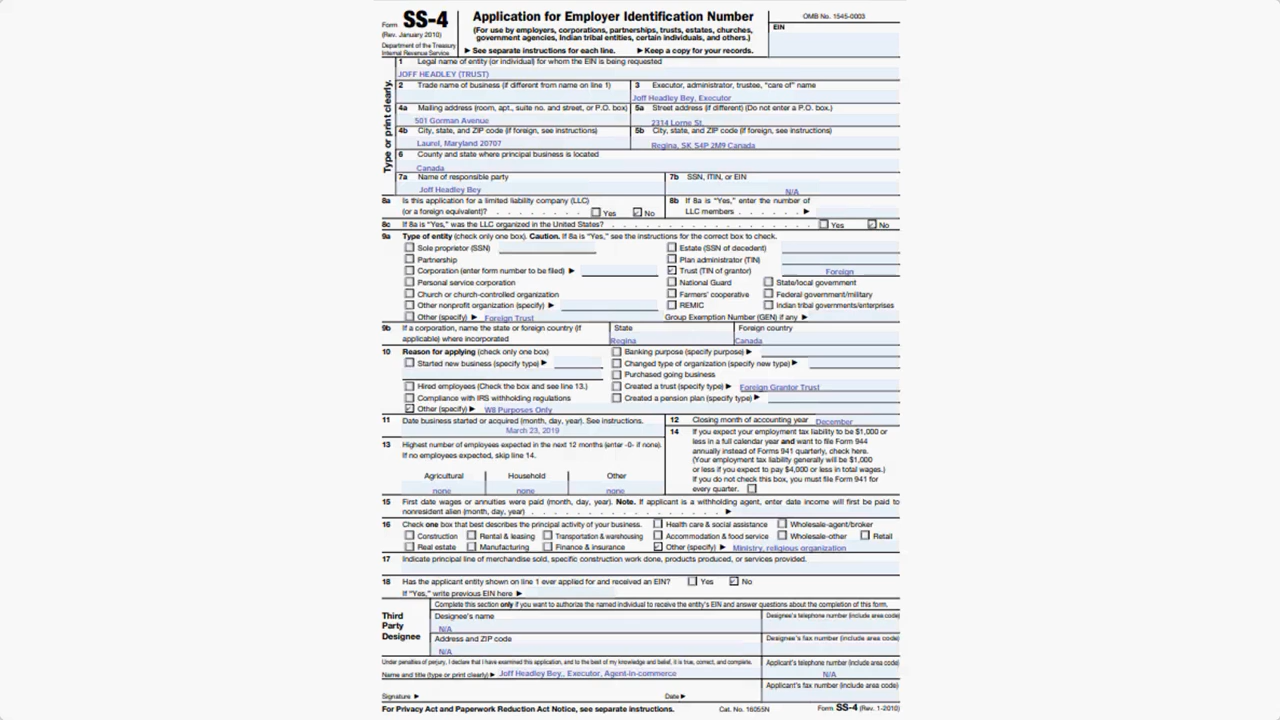 Form SS-4
(Rev. January 2010)
Department of the Treasury
Internal Revenue Service
Application for Employer Identification Number
(For use by employers, corporations, partnerships, trusts, estates, churches,
government agencies, Indian tribal entities, certain individuals, and others.)
► See separate instructions for each line. ► Keep a copy for your records.
OMB No. 1545-0003
EIN
Type or print clearly.
1 Legal name of entity (or individual) for whom the EIN is being requested
JOFF HEADLEY (TRUST)
2 Trade name of business (if different from name on line 1)
3 Executor, administrator, trustee, "care of" name
Joff Headley Bey, Executor
4a Mailing address (room, apt., suite no. and street, or P.O. box)
501 Gorman Avenue
5a Street address (if different) (Do not enter a P.O. box.)
2314 Lorne St.
4b City, state, and ZIP code (if foreign, see instructions)
Laurel, Maryland 20707
5b City, state, and ZIP code (if foreign, see instructions)
Regina, SK S4P 2M9 Canada
6 County and state where principal business is located
Canada
7a Name of responsible party
Joff Headley Bey
7b SSN, ITIN, or EIN
N/A
8a Is this application for a limited liability company (LLC)
(or a foreign equivalent)? . . . . . . . . Yes No
8b If 8a is "Yes," enter the number of
LLC members . . . . . . ►
8c If 8a is "Yes," was the LLC organized in the United States? . . . . . . . . . . . . . . . . Yes No
9a Type of entity (check only one box). Caution. If 8a is "Yes," see the instructions for the correct box to check.
Sole proprietor (SSN)
Estate (SSN of decedent)
Partnership
Plan administrator (TIN)
Corporation (enter form number to be filed) ►
Trust (TIN of grantor) Foreign
Personal service corporation
National Guard State/local government
Church or church-controlled organization
Farmers' cooperative Federal government/military
Other nonprofit organization (specify) ►
REMIC Indian tribal governments/enterprises
Other (specify) ► Foreign Trust
Group Exemption Number (GEN) if any ►
9b If a corporation, name the state or foreign country (if
applicable) where incorporated
State
Regina
Foreign country
Canada
10 Reason for applying (check only one box)
Banking purpose (specify purpose) ►
Started new business (specify type) ►
Changed type of organization (specify new type) ►
Purchased going business
Hired employees (Check the box and see line 13.)
Created a trust (specify type) ► Foreign Grantor Trust
Compliance with IRS withholding regulations
Created a pension plan (specify type) ►
Other (specify) ► W8 Purposes Only
11 Date business started or acquired (month, day, year). See instructions.
March 23, 2019
12 Closing month of accounting year December
13 Highest number of employees expected in the next 12 months (enter -0- if none).
If no employees expected, skip line 14.
Agricultural Household Other
none none none
14 If you expect your employment tax liability to be $1,000 or
less in a full calendar year and want to file Form 944
annually instead of Forms 941 quarterly, check here.
(Your employment tax liability generally will be $1,000
or less if you expect to pay $4,000 or less in total wages.)
If you do not check this box, you must file Form 941 for
every quarter.
15 First date wages or annuities were paid (month, day, year). Note. If applicant is a withholding agent, enter date income will first be paid to
nonresident alien (month, day, year) . . . . . . . . . . . . . . . . ►
16 Check one box that best describes the principal activity of your business.
Health care & social assistance Wholesale-agent/broker
Construction Rental & leasing Transportation & warehousing Accommodation & food service Wholesale-other Retail
Real estate Manufacturing Finance & insurance Other (specify) ► Ministry, religious organization
17 Indicate principal line of merchandise sold, specific construction work done, products produced, or services provided.
18 Has the applicant entity shown on line 1 ever applied for and received an EIN? Yes No
If "Yes," write previous EIN here ►
Third
Party
Designee
Complete this section only if you want to authorize the named individual to receive the entity's EIN and answer questions about the completion of this form.
Designee's name
N/A
Designee's telephone number (include area code)
Address and ZIP code
N/A
Designee's fax number (include area code)
Under penalties of perjury, I declare that I have examined this application, and to the best of my knowledge and belief, it is true, correct, and complete.
Applicant's telephone number (include area code)
Name and title (type or print clearly) ► Joff Headley Bey,, Executor, Agent-in-commerce
N/A
Applicant's fax number (include area code)
Signature ► Date ►
For Privacy Act and Paperwork Reduction Act Notice, see separate instructions. Cat. No. 16055N Form SS-4 (Rev. 1-2010)